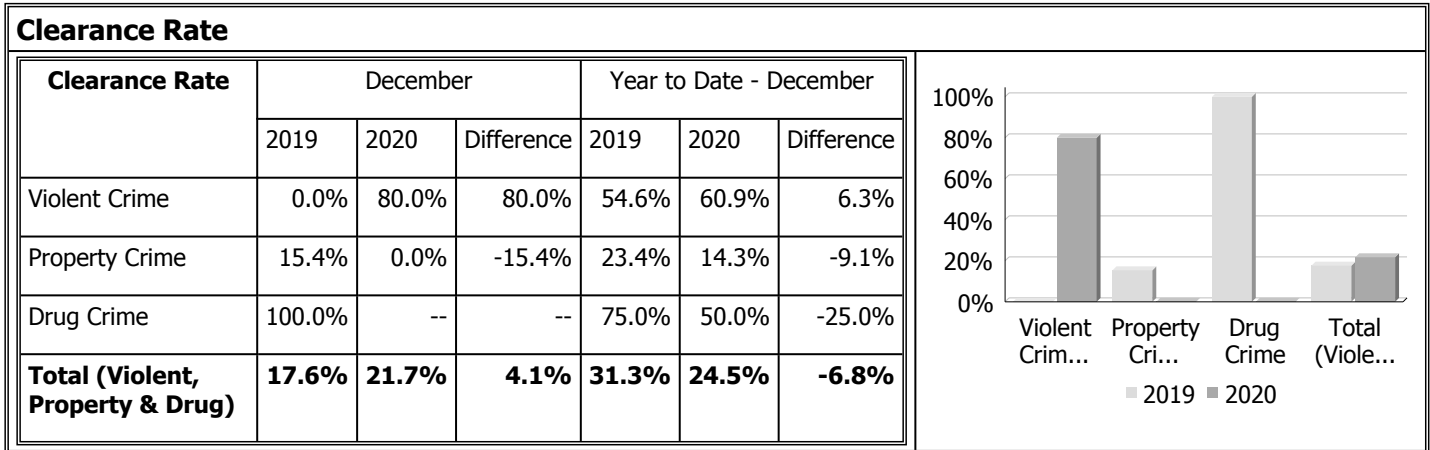 Clearance Rate
Clearance Rate December Year to Date - December
2019 2020 Difference 2019 2020 Difference
Violent Crime 0.0% 80.0% 80.0% 54.6% 60.9% 6.3%
Property Crime 15.4% 0.0% -15.4% 23.4% 14.3% -9.1%
Drug Crime 100.0% -- -- 75.0% 50.0% -25.0%
Total (Violent, 17.6% 21.7% 4.1% 31.3% 24.5% -6.8%
Property & Drug)
100%
80%
60%
40%
20%
0%
Violent Property Drug Total
Crim... Cri... Crime (Viole...
2019 2020